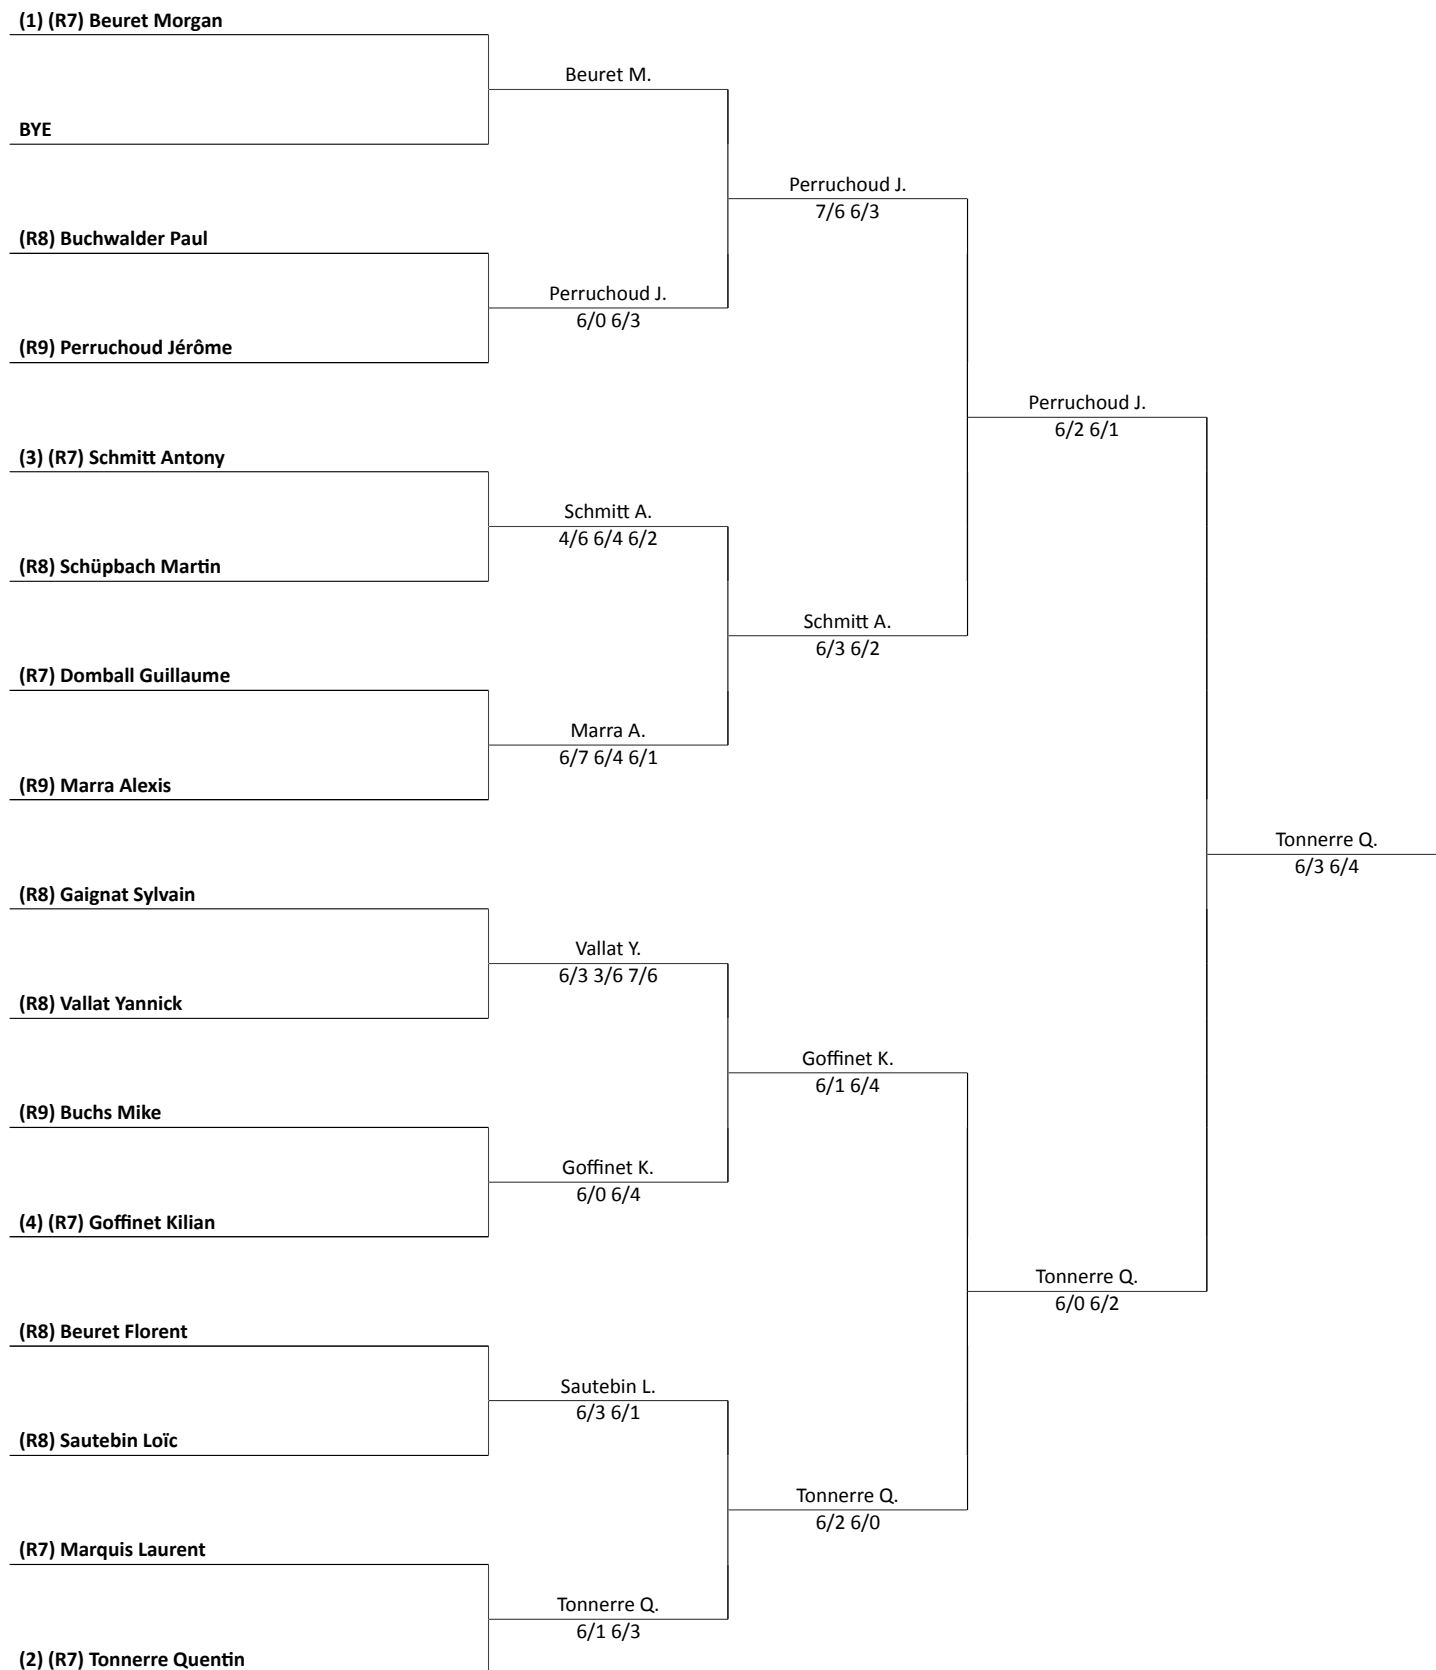 (1) (R7) Beuret Morgan
Beuret M.
BYE
Perruchoud J.
7/6 6/3
(R8) Buchwalder Paul
Perruchoud J.
6/0 6/3
(R9) Perruchoud Jérôme
Perruchoud J.
6/2 6/1
(3) (R7) Schmitt Antony
Schmitt A.
4/6 6/4 6/2
(R8) Schüpbach Martin
Schmitt A.
6/3 6/2
(R7) Domball Guillaume
Marra A.
6/7 6/4 6/1
(R9) Marra Alexis
Tonnerre Q.
6/3 6/4
(R8) Gaignat Sylvain
Vallat Y.
6/3 3/6 7/6
(R8) Vallat Yannick
Goffinet K.
6/1 6/4
(R9) Buchs Mike
Goffinet K.
6/0 6/4
(4) (R7) Goffinet Kilian
Tonnerre Q.
6/0 6/2
(R8) Beuret Florent
Sautebin L.
6/3 6/1
(R8) Sautebin Loïc
Tonnerre Q.
6/2 6/0
(R7) Marquis Laurent
Tonnerre Q.
6/1 6/3
(2) (R7) Tonnerre Quentin